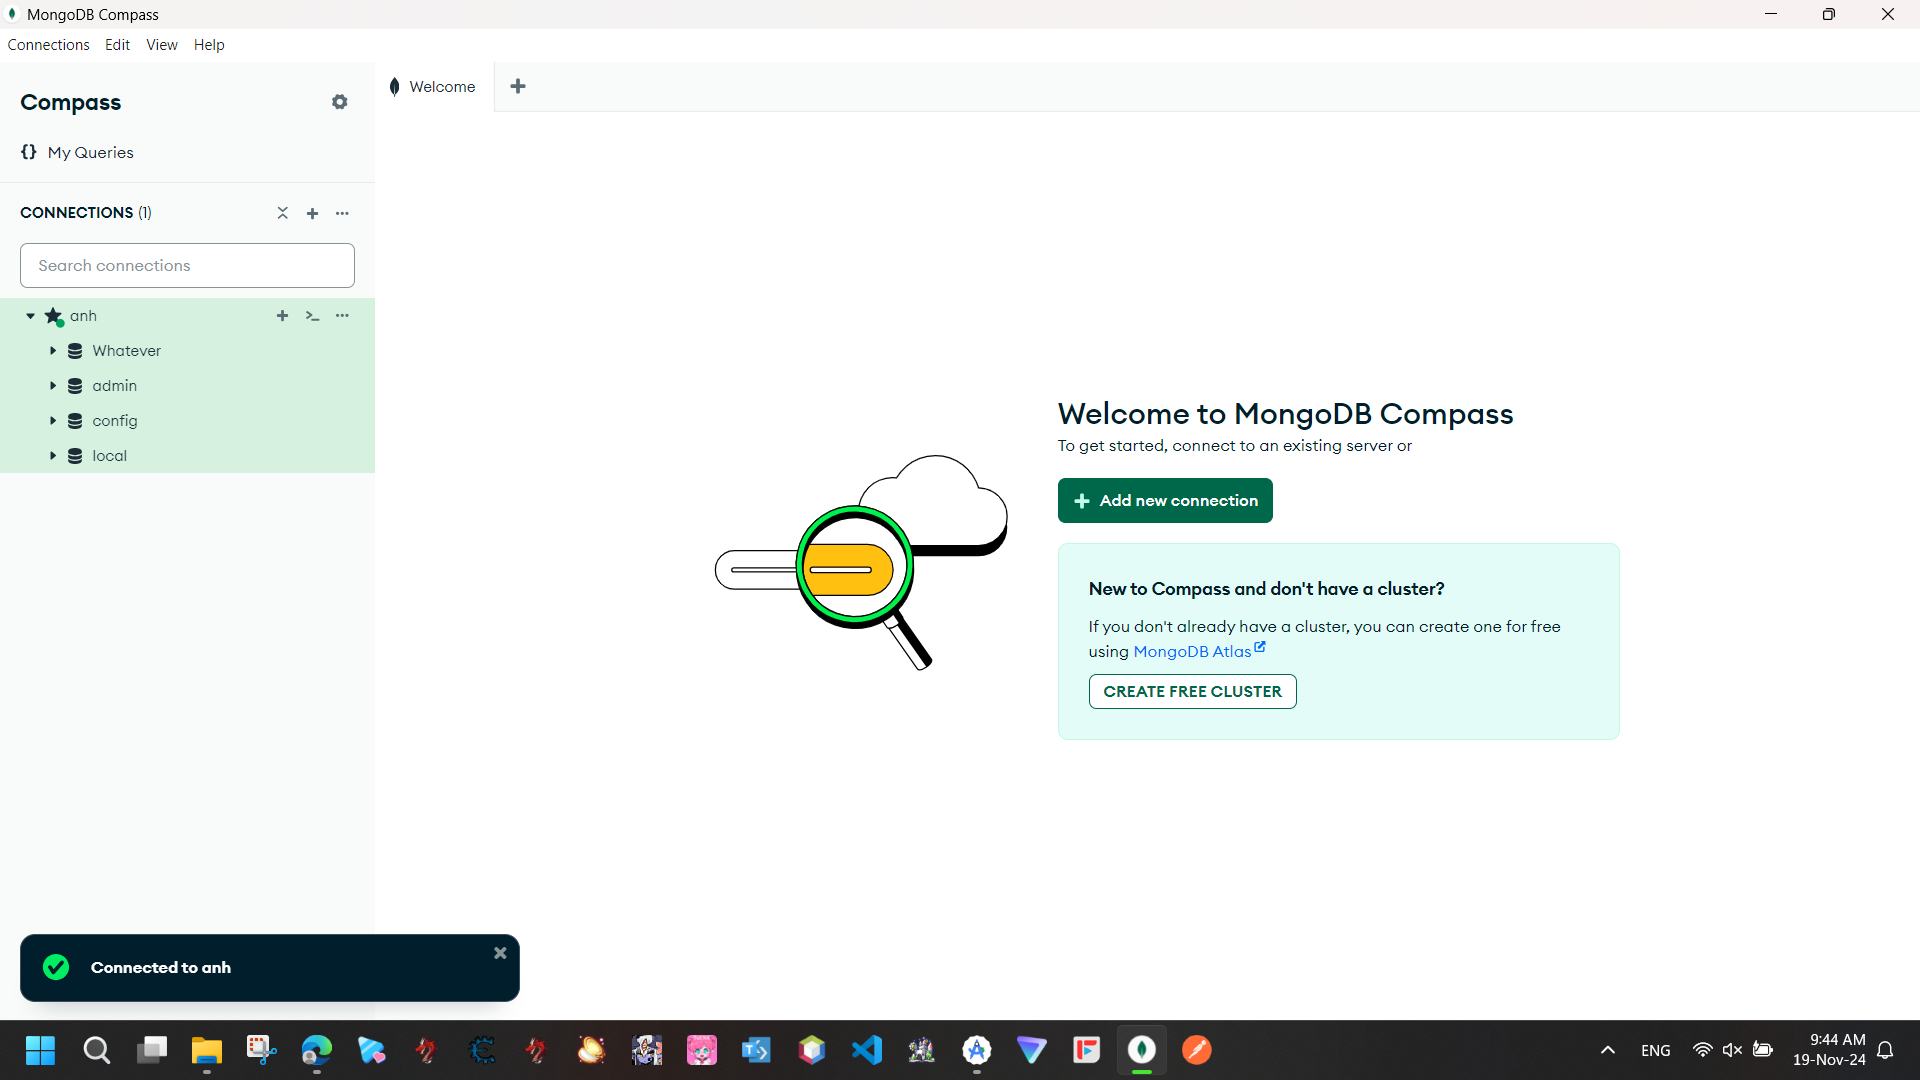 MongoDB Compass
Connections Edit View Help
Compass
Welcome
My Queries
CONNECTIONS (1)
Search connections
anh
Whatever
admin
config
local
Welcome to MongoDB Compass
To get started, connect to an existing server or
Add new connection
New to Compass and don't have a cluster?
If you don't already have a cluster, you can create one for free
using MongoDB Atlas
CREATE FREE CLUSTER
Connected to anh
ENG
9:44 AM
19-Nov-24